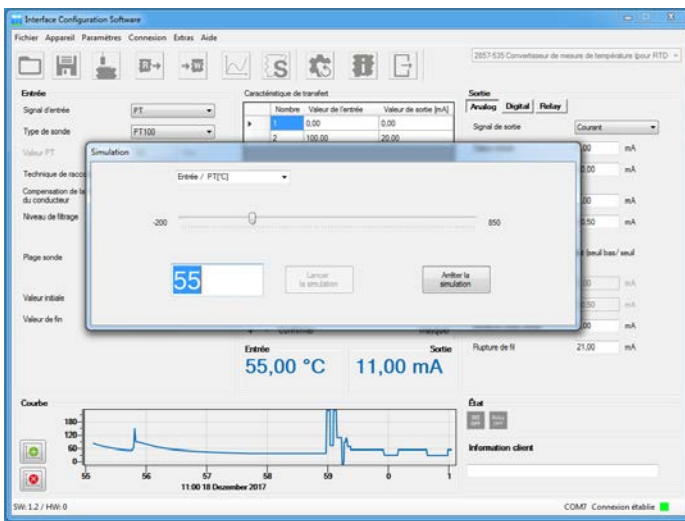 Interface Configuration Software
Fichier Appareil Paramètres Connexion Extras Aide
2857-535 Convertisseur de mesure de température (pour RTD
Entrée
Signal d'entrée PT
Type de sonde PT100
Valeur PT
Technique de racco
Compensation de la
du conducteur
Niveau de filtrage
Plage sonde
Valeur initiale
Valeur de fin
Caractéristique de transfert
Nombre Valeur de l'entrée Valeur de sortie [mA]
1 0,00 0,00
2 100,00 20,00
Sortie
Analog Digital Relay
Signal de sortie Courant
mA
mA
mA
mA
mA
mA
mA
Rupture de fil 21,00 mA
Simulation
Entrée / PT[°C]
-200 850
55
Lancer
la simulation
Arrêter la
simulation
Entrée Sortie
55,00 °C 11,00 mA
Courbe
180
120
60
0
55 56 57 58 59 0 1
11:00 18 Dezember 2017
État
Information client
SW: 1.2 / HW: 0
COM7 Connexion établie